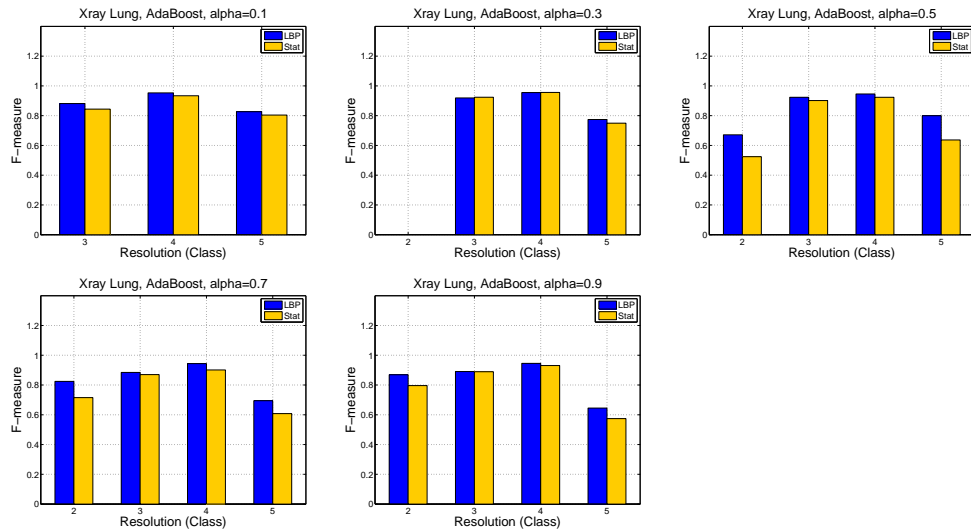 Xray Lung, AdaBoost, alpha=0.1
LBP
Stat
F−measure
0
0.2
0.4
0.6
0.8
1
1.2
3 4 5
Resolution (Class)
Xray Lung, AdaBoost, alpha=0.3
LBP
Stat
F−measure
0
0.2
0.4
0.6
0.8
1
1.2
2 3 4 5
Resolution (Class)
Xray Lung, AdaBoost, alpha=0.5
LBP
Stat
F−measure
0
0.2
0.4
0.6
0.8
1
1.2
2 3 4 5
Resolution (Class)
Xray Lung, AdaBoost, alpha=0.7
LBP
Stat
F−measure
0
0.2
0.4
0.6
0.8
1
1.2
2 3 4 5
Resolution (Class)
Xray Lung, AdaBoost, alpha=0.9
LBP
Stat
F−measure
0
0.2
0.4
0.6
0.8
1
1.2
2 3 4 5
Resolution (Class)